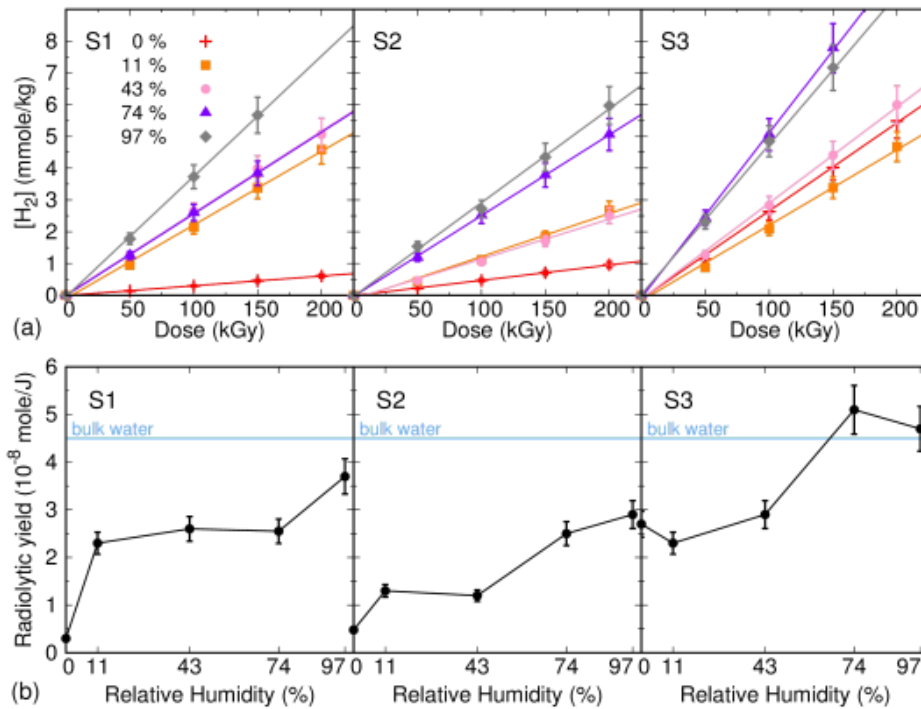 S1
0 %
11 %
43 %
74 %
97 %
S2
S3
[H2] (mmole/kg)
9
8
7
6
5
4
3
2
1
0
0 50 100 150 200
0 50 100 150 200
0 50 100 150 200
(a)
Dose (kGy)
Dose (kGy)
Dose (kGy)
Radiolytic yield (10-8 mole/J)
6
5
4
3
2
1
0
S1
bulk water
S2
bulk water
S3
bulk water
0 11 43 74 97
0 11 43 74 97
0 11 43 74 97
(b)
Relative Humidity (%)
Relative Humidity (%)
Relative Humidity (%)